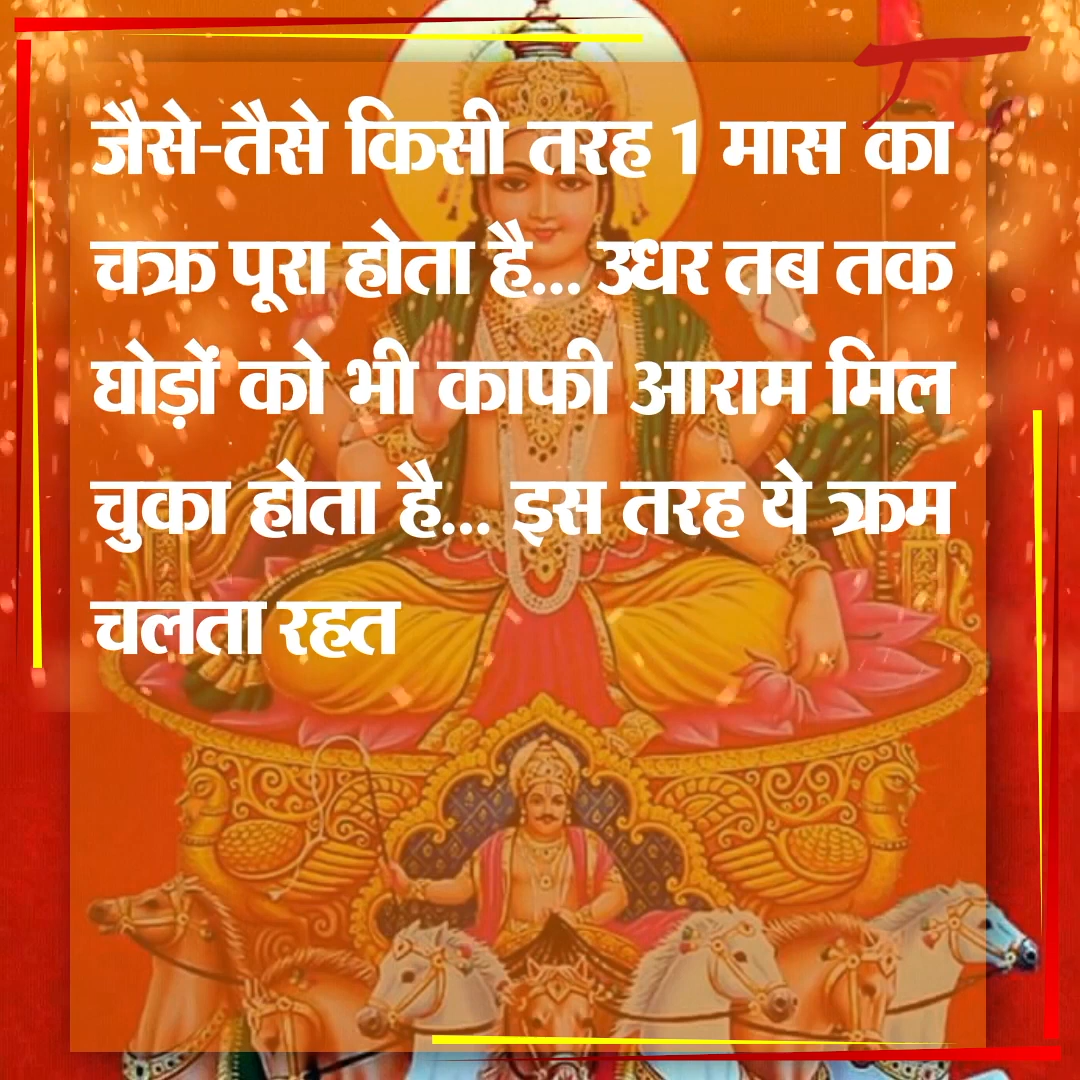 जैसे-तैसे किसी तरह 1 मास का
चक्र पूरा होता है... उधर तब तक
घोड़ों को भी काफी आराम मिल
चुका होता है... इस तरह ये क्रम
चलता रहत